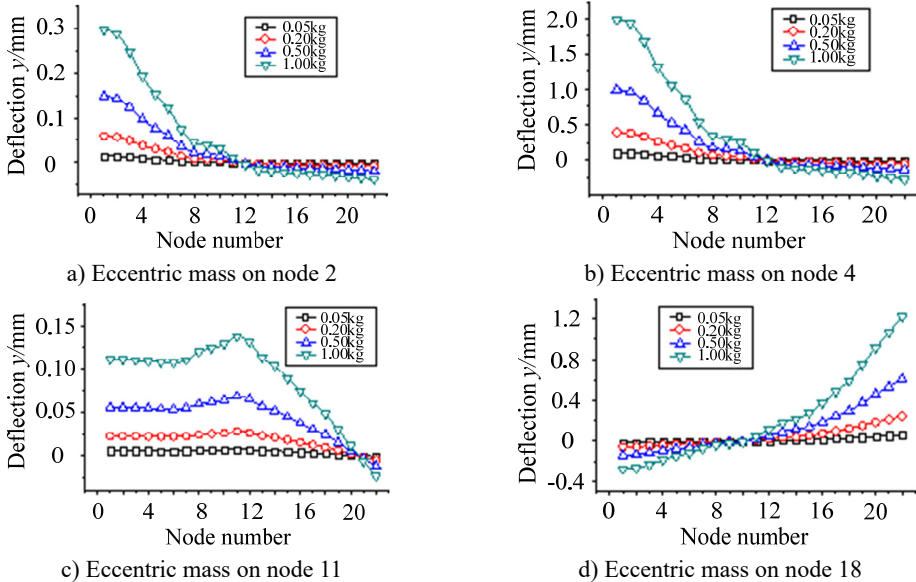 Deflection y/mm
0.3
0.2
0.1
0
0.05kg
0.20kg
0.50kg
1.00kg
0 4 8 12 16 20
Node number
a) Eccentric mass on node 2
Deflection y/mm
2.0
1.5
1.0
0.5
0
0.05kg
0.20kg
0.50kg
1.00kg
0 4 8 12 16 20
Node number
b) Eccentric mass on node 4
Deflection y/mm
0.15
0.10
0.05
0
0.05kg
0.20kg
0.50kg
1.00kg
0 4 8 12 16 20
Node number
c) Eccentric mass on node 11
Deflection y/mm
1.2
0.8
0.4
0
-0.4
0.05kg
0.20kg
0.50kg
1.00kg
0 4 8 12 16 20
Node number
d) Eccentric mass on node 18